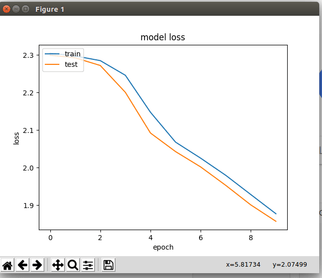 Figure 1
model loss
train
test
2.3
2.2
2.1
2.0
1.9
loss
0 2 4 6 8
epoch
x=5.81734 y=2.07499